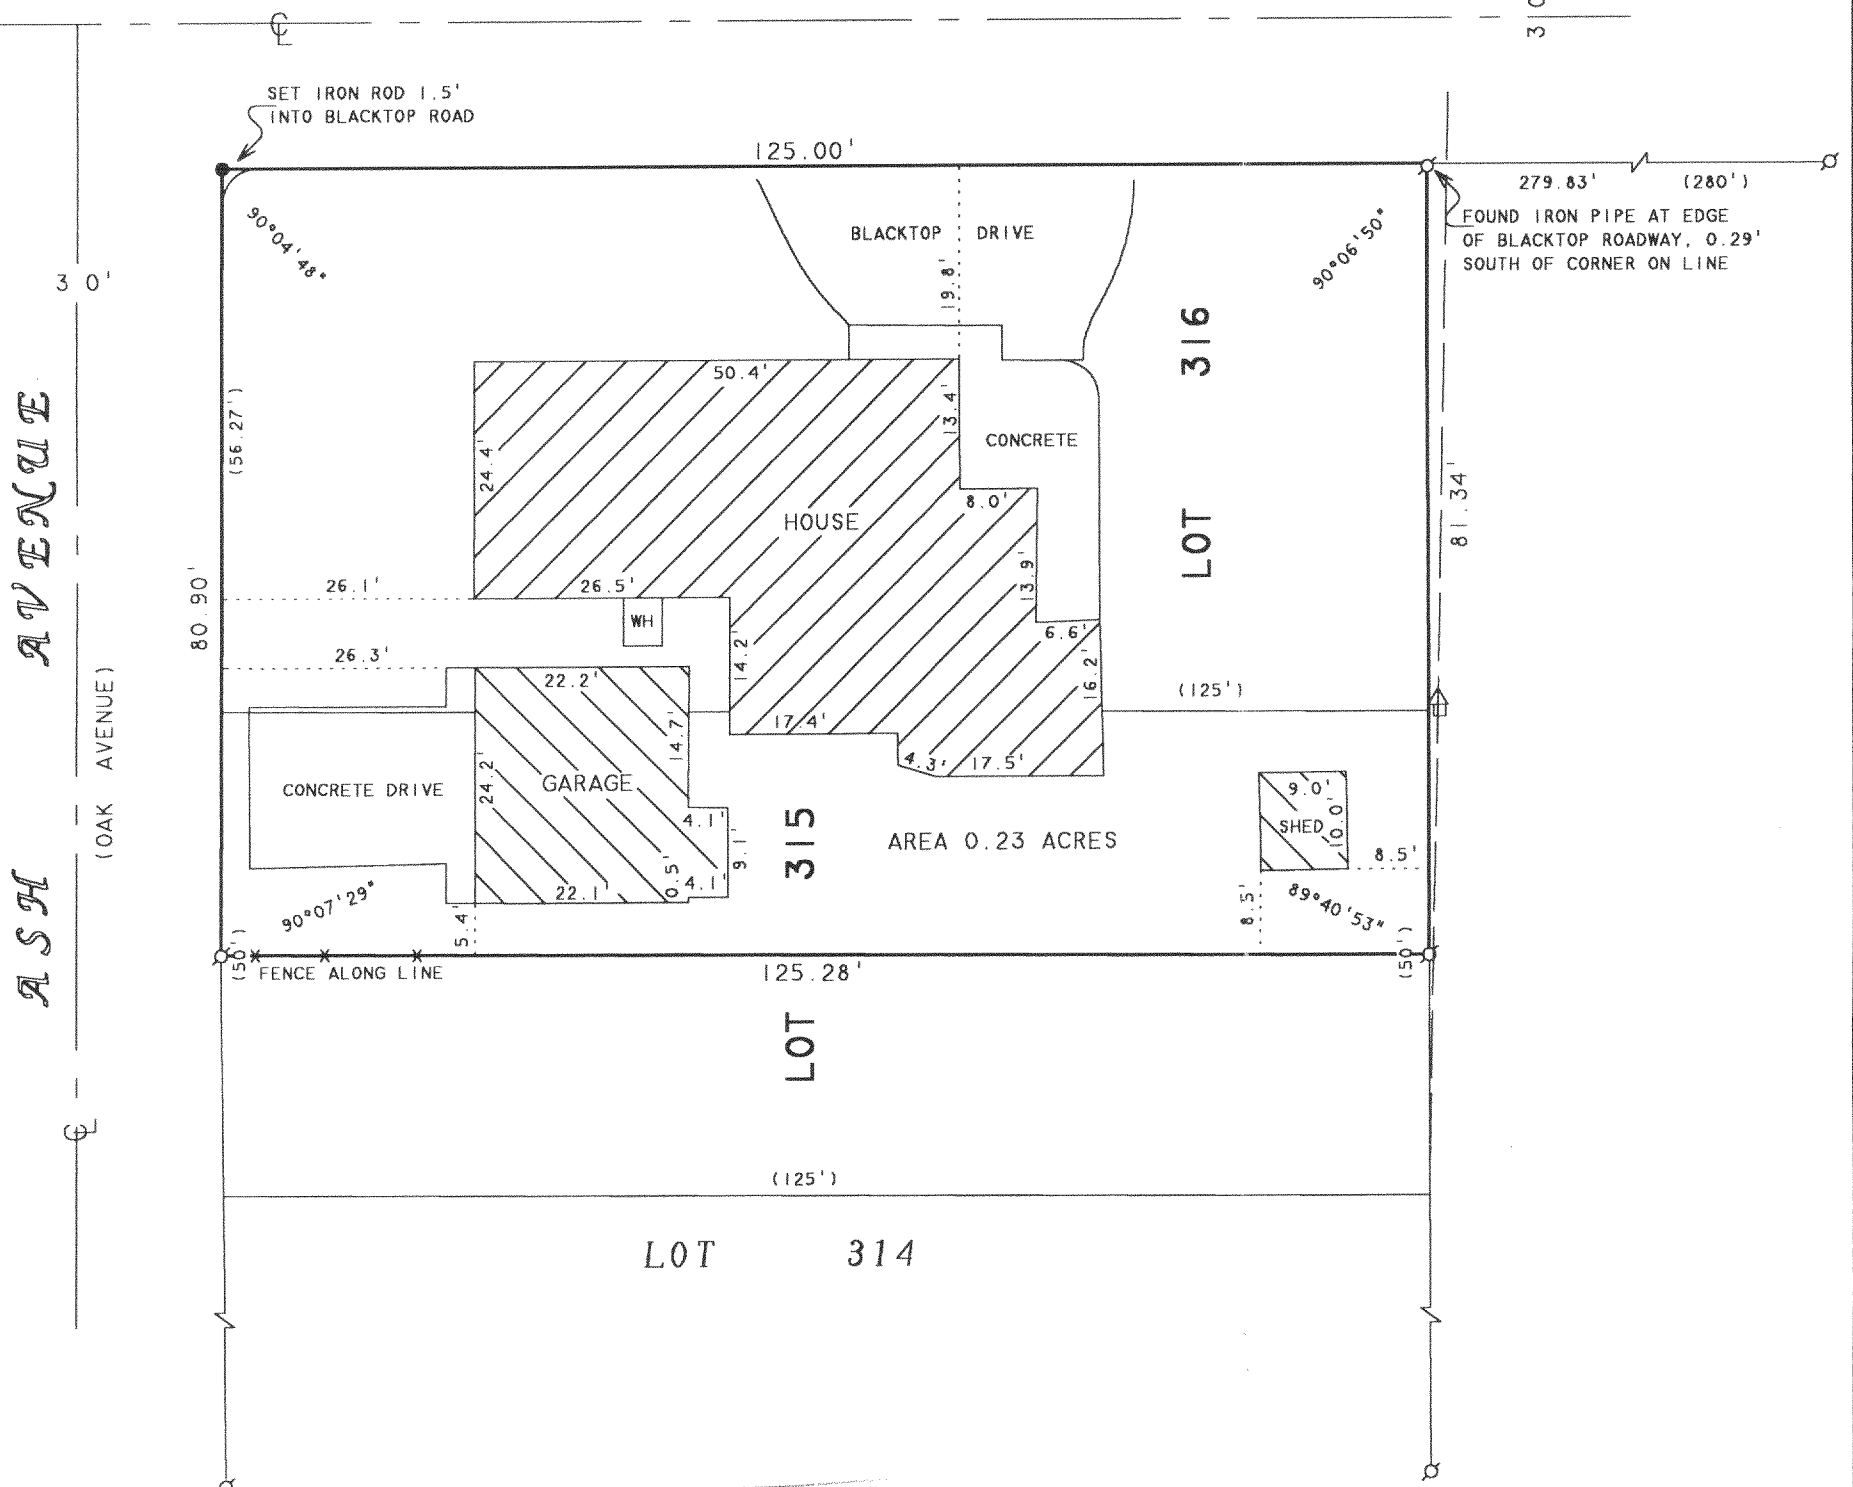 ℄
30
SET IRON ROD 1.5'
INTO BLACKTOP ROAD
125.00'
279.83' (280')
FOUND IRON PIPE AT EDGE
OF BLACKTOP ROADWAY, 0.29'
SOUTH OF CORNER ON LINE
90°04'48"
BLACKTOP DRIVE
19.8'
90°06'50"
30'
ASH AVENUE
(OAK AVENUE)
(56.27')
80.90'
50.4'
24.4'
13.4'
CONCRETE
8.0'
HOUSE
13.9'
LOT 316
81.34'
26.1'
26.5'
WH
14.2'
6.6'
16.2'
26.3'
22.2'
(125')
17.4'
14.7'
4.3' 17.5'
CONCRETE DRIVE
24.2'
GARAGE
4.1'
9.1'
0.5'
4.1'
22.1'
LOT 315
AREA 0.23 ACRES
9.0'
SHED
10.0'
8.5'
8.5'
90°07'29"
89°40'53"
5.4'
(50')
(50')
FENCE ALONG LINE
125.28'
℄
(125')
LOT 314